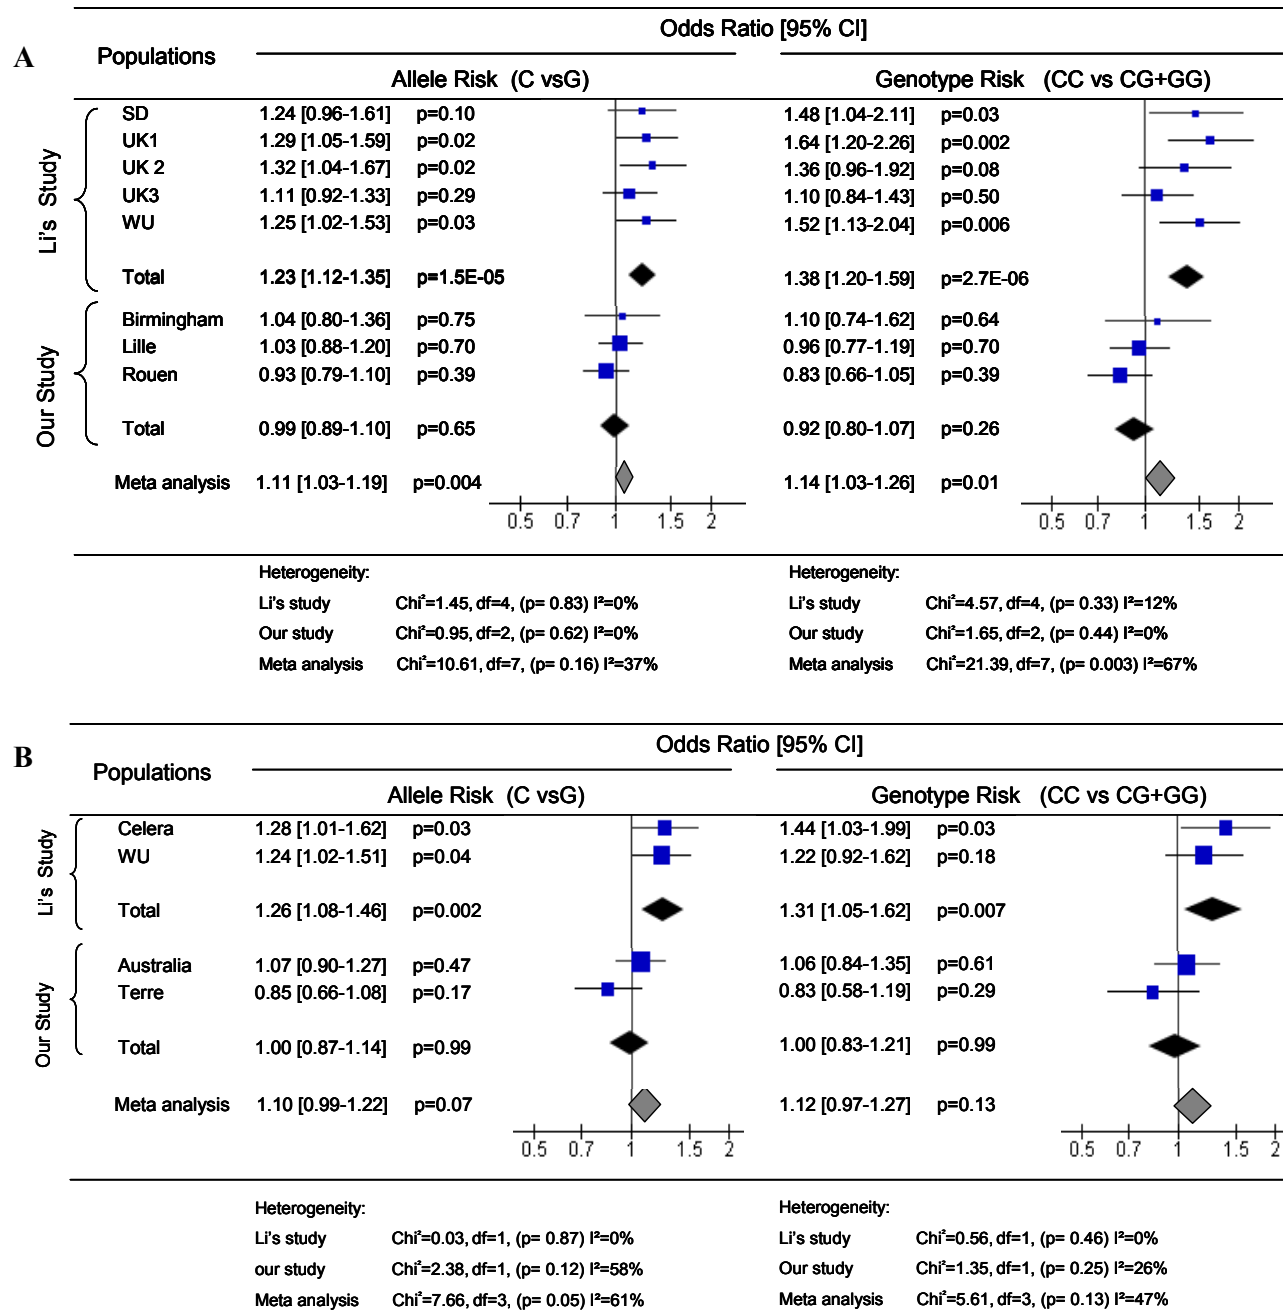 A
Populations
Odds Ratio [95% CI]
Allele Risk (C vsG)
Genotype Risk (CC vs CG+GG)
Li's Study
SD 1.24 [0.96-1.61] p=0.10 1.48 [1.04-2.11] p=0.03
UK1 1.29 [1.05-1.59] p=0.02 1.64 [1.20-2.26] p=0.002
UK 2 1.32 [1.04-1.67] p=0.02 1.36 [0.96-1.92] p=0.08
UK3 1.11 [0.92-1.33] p=0.29 1.10 [0.84-1.43] p=0.50
WU 1.25 [1.02-1.53] p=0.03 1.52 [1.13-2.04] p=0.006
Total 1.23 [1.12-1.35] p=1.5E-05 1.38 [1.20-1.59] p=2.7E-06
Our Study
Birmingham 1.04 [0.80-1.36] p=0.75 1.10 [0.74-1.62] p=0.64
Lille 1.03 [0.88-1.20] p=0.70 0.96 [0.77-1.19] p=0.70
Rouen 0.93 [0.79-1.10] p=0.39 0.83 [0.66-1.05] p=0.39
Total 0.99 [0.89-1.10] p=0.65 0.92 [0.80-1.07] p=0.26
Meta analysis 1.11 [1.03-1.19] p=0.004 1.14 [1.03-1.26] p=0.01
0.5 0.7 1 1.5 2 0.5 0.7 1 1.5 2
Heterogeneity: Heterogeneity:
Li's study Chi²=1.45, df=4, (p= 0.83) I²=0% Li's study Chi²=4.57, df=4, (p= 0.33) I²=12%
Our study Chi²=0.95, df=2, (p= 0.62) I²=0% Our study Chi²=1.65, df=2, (p= 0.44) I²=0%
Meta analysis Chi²=10.61, df=7, (p= 0.16) I²=37% Meta analysis Chi²=21.39, df=7, (p= 0.003) I²=67%
B
Populations
Odds Ratio [95% CI]
Allele Risk (C vsG)
Genotype Risk (CC vs CG+GG)
Li's Study
Celera 1.28 [1.01-1.62] p=0.03 1.44 [1.03-1.99] p=0.03
WU 1.24 [1.02-1.51] p=0.04 1.22 [0.92-1.62] p=0.18
Total 1.26 [1.08-1.46] p=0.002 1.31 [1.05-1.62] p=0.007
Our Study
Australia 1.07 [0.90-1.27] p=0.47 1.06 [0.84-1.35] p=0.61
Terre 0.85 [0.66-1.08] p=0.17 0.83 [0.58-1.19] p=0.29
Total 1.00 [0.87-1.14] p=0.99 1.00 [0.83-1.21] p=0.99
Meta analysis 1.10 [0.99-1.22] p=0.07 1.12 [0.97-1.27] p=0.13
0.5 0.7 1 1.5 2 0.5 0.7 1 1.5 2
Heterogeneity: Heterogeneity:
Li's study Chi²=0.03, df=1, (p= 0.87) I²=0% Li's study Chi²=0.56, df=1, (p= 0.46) I²=0%
our study Chi²=2.38, df=1, (p= 0.12) I²=58% Our study Chi²=1.35, df=1, (p= 0.25) I²=26%
Meta analysis Chi²=7.66, df=3, (p= 0.05) I²=61% Meta analysis Chi²=5.61, df=3, (p= 0.13) I²=47%